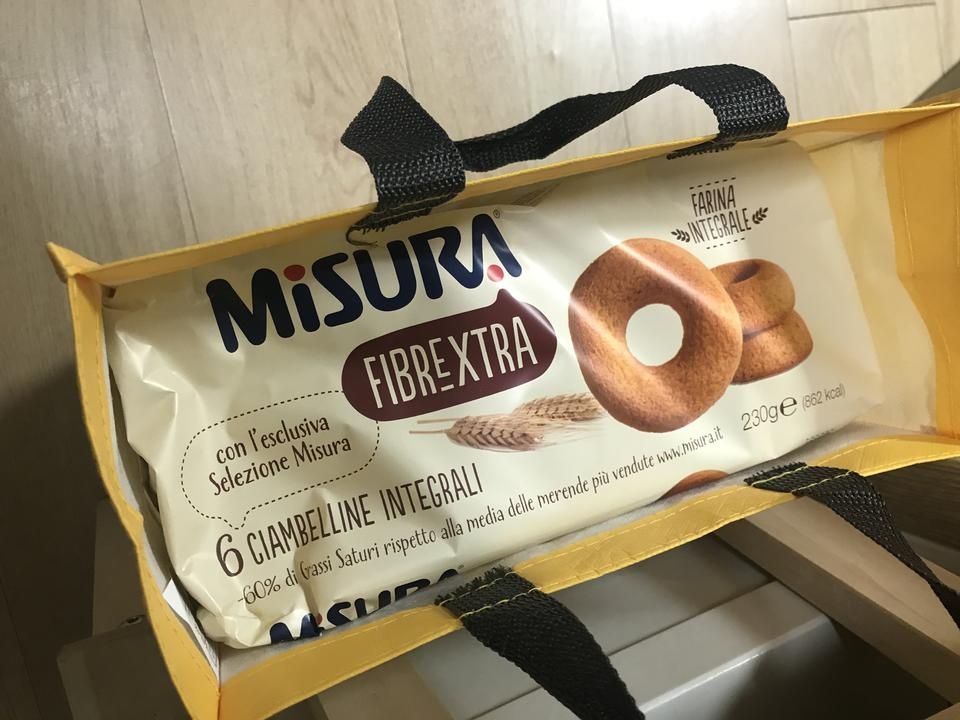 MiSURA®
FIBREXTRA
FARINA
INTEGRALE
con l'esclusiva
Selezione Misura
230g e (862 kcal)
6 CIAMBELLINE INTEGRALI
-60% di Grassi Saturi rispetto alla media delle merende più vendute www.misura.it
MiSURA